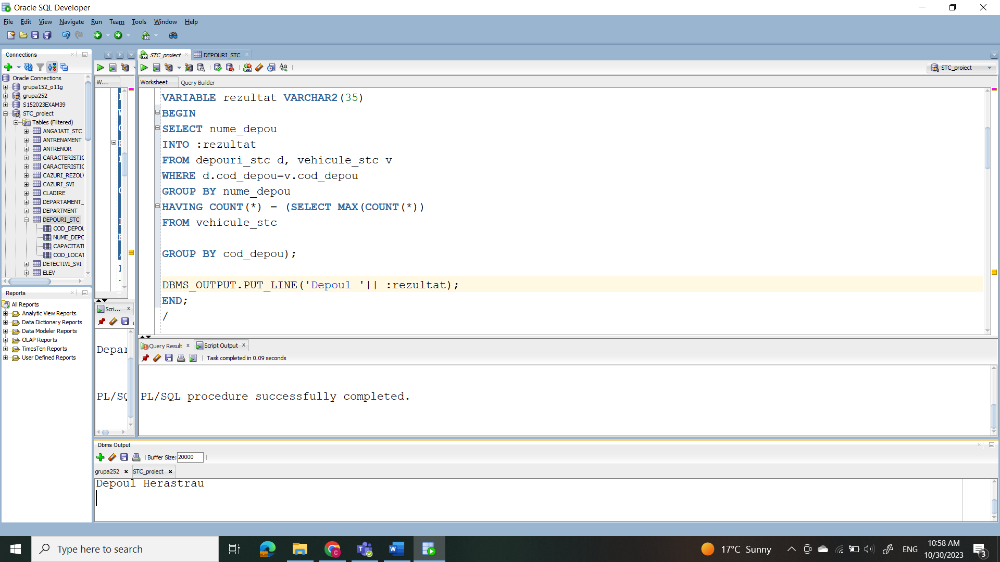 Oracle SQL Developer
File Edit View Navigate Run Team Tools Window Help
Connections
Oracle Connections
grupa152_o11g
grupa252
S152023EXAM39
STC_project
Tables (Filtered)
ANGAJATI_STC
ANTRENAMENT
ANTRENOR
CARACTERISTIC
CARACTERISTIC
CAZURI_REZOLV
CAZURI_SVI
CLADIRE
DEPARTAMENT_
DEPARTMENT
DEPOURI_STC
COD_DEPOU
NUME_DEPO
CAPACITAT
COD_LOCAT
DETECTIVI_SVI
ELEV
Reports
All Reports
Analytic View Reports
Data Dictionary Reports
Data Modeler Reports
OLAP Reports
TimesTen Reports
User Defined Reports
W...
Scri...
Depar
PL/SQ
STC_proiect DEPOURI_STC
STC_proiect
Worksheet Query Builder
VARIABLE rezultat VARCHAR2(35)
BEGIN
SELECT nume_depou
INTO :rezultat
FROM depouri_stc d, vehicule_stc v
WHERE d.cod_depou=v.cod_depou
GROUP BY nume_depou
HAVING COUNT(*) = (SELECT MAX(COUNT(*))
FROM vehicule_stc
GROUP BY cod_depou);
DBMS_OUTPUT.PUT_LINE('Depoul '|| :rezultat);
END;
/
Query Result Script Output
Task completed in 0.09 seconds
PL/SQL procedure successfully completed.
Dbms Output
Buffer Size: 20000
grupa252 STC_proiect
Depoul Herastrau
Type here to search
17°C Sunny
ENG
10:58 AM
10/30/2023
3